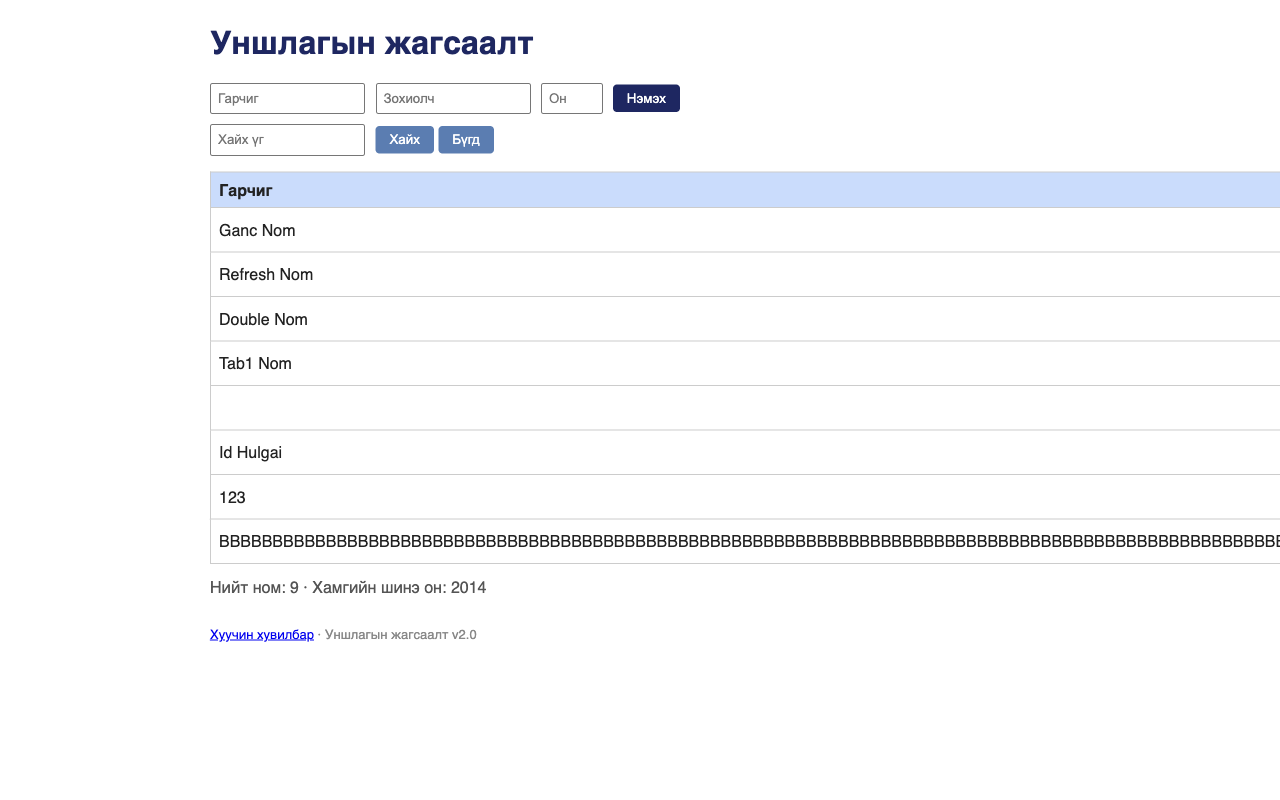 Уншлагын жагсаалт
Гарчиг Зохиолч Он Нэмэх
Хайх үг Хайх Бүгд
Гарчиг
Ganc Nom
Refresh Nom
Double Nom
Tab1 Nom
Id Hulgai
123
BBBBBBBBBBBBBBBBBBBBBBBBBBBBBBBBBBBBBBBBBBBBBBBBBBBBBBBBBBBBBBBBBBBBBBBBBBBBBBBBBBBBBBBBBBBBBBBBBBBB
Нийт ном: 9 · Хамгийн шинэ он: 2014
Хуучин хувилбар · Уншлагын жагсаалт v2.0